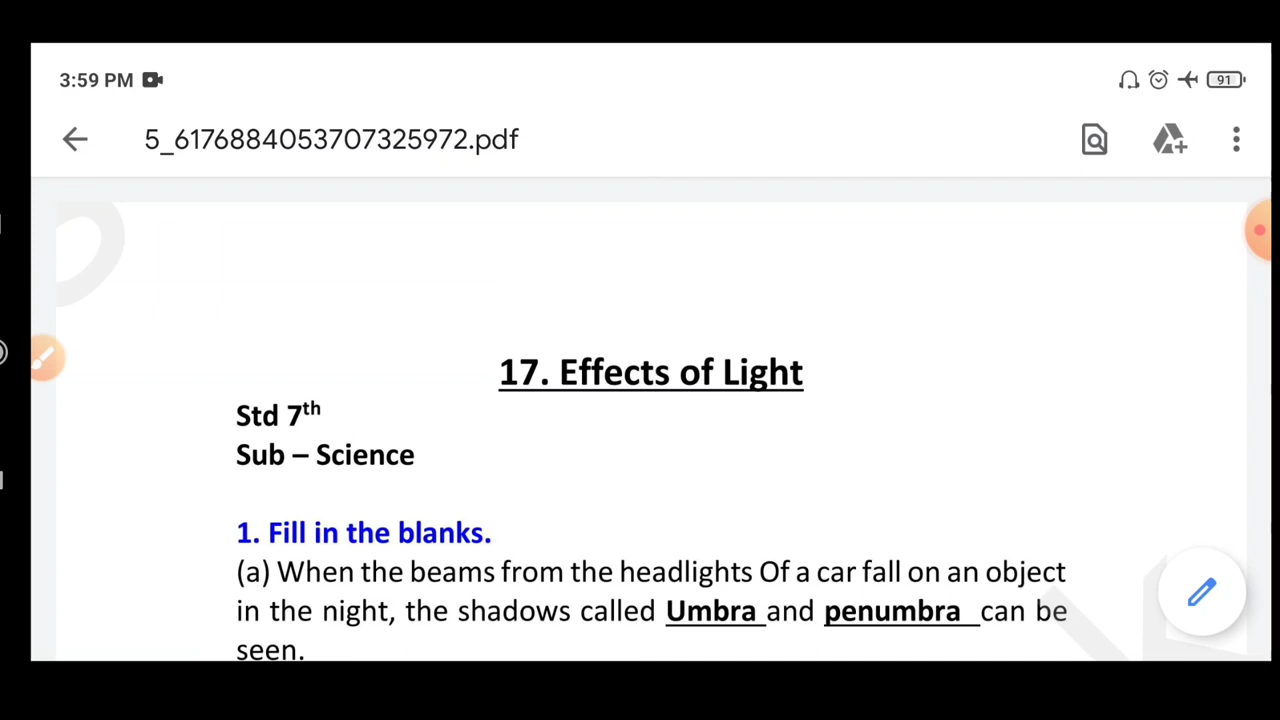 3:59 PM
91
5_6176884053707325972.pdf
17. Effects of Light
Std 7th
Sub – Science
1. Fill in the blanks.
(a) When the beams from the headlights Of a car fall on an object
in the night, the shadows called Umbra and penumbra can be
seen.